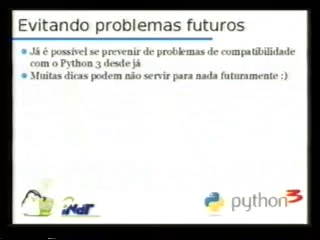 Evitando problemas futuros
Já é possível se prevenir de problemas de compatibilidade
com o Python 3 desde já
Muitas dicas podem não servir para nada futuramente :)
iNdT
python3